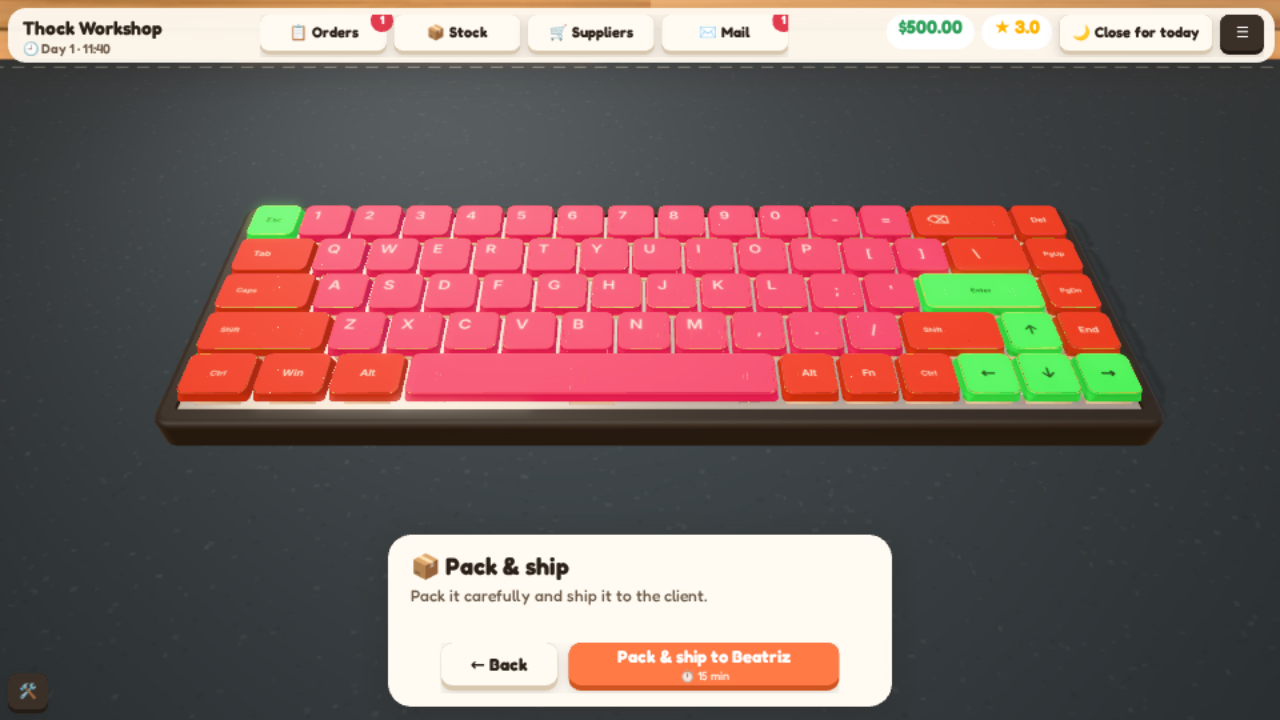 Thock Workshop
Day 1 · 11:40
Orders
1
Stock
Suppliers
Mail
1
$500.00
★ 3.0
Close for today
☰
Esc 1 2 3 4 5 6 7 8 9 0 - = ⌫ Del
Tab Q W E R T Y U I O P [ ] \ PgUp
Caps A S D F G H J K L ; ' Enter PgDn
Shift Z X C V B N M , . / Shift ↑ End
Ctrl Win Alt Alt Fn Ctrl ← ↓ →
Pack & ship
Pack it carefully and ship it to the client.
← Back
Pack & ship to Beatriz
15 min